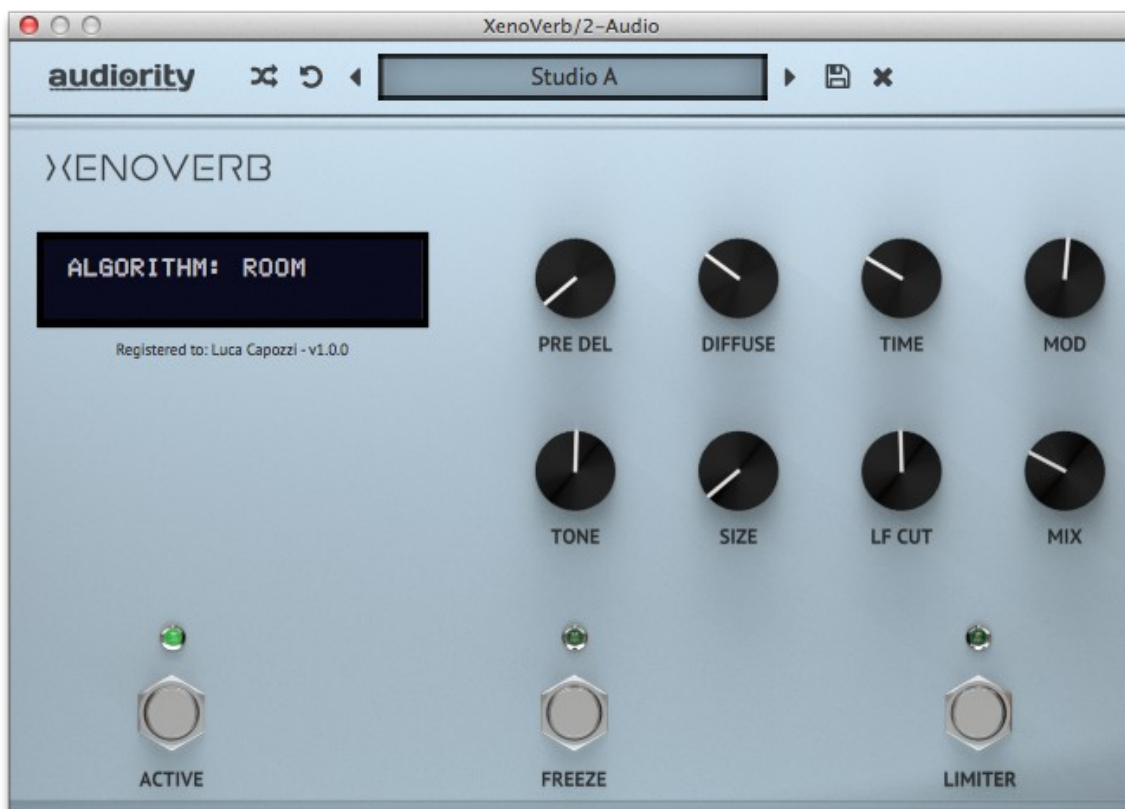 XenoVerb/2-Audio
audiority
Studio A
XENOVERB
ALGORITHM: ROOM
Registered to: Luca Capozzi - v1.0.0
PRE DEL DIFFUSE TIME MOD
TONE SIZE LF CUT MIX
ACTIVE FREEZE LIMITER